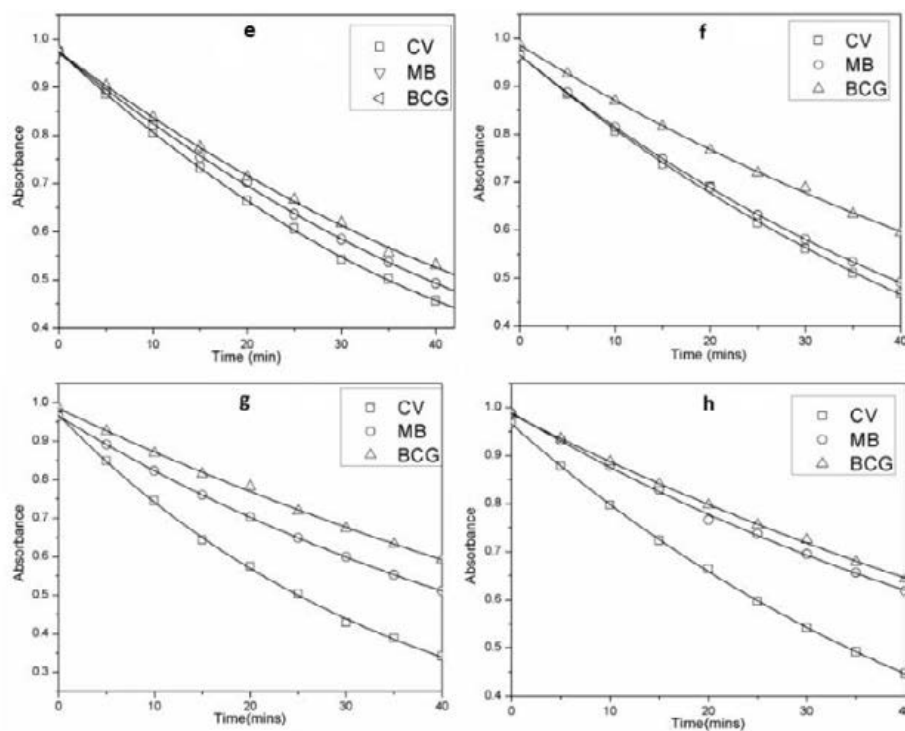 e
CV
MB
BCG
1.0
0.9
0.8
0.7
0.6
0.5
0.4
Absorbance
0 10 20 30 40
Time (min)
f
CV
MB
BCG
1.0
0.9
0.8
0.7
0.6
0.5
0.4
Absorbance
0 10 20 30 40
Time (mins)
g
CV
MB
BCG
1.0
0.9
0.8
0.7
0.6
0.5
0.4
0.3
Absorbance
0 10 20 30 40
Time(mins)
h
CV
MB
BCG
1.0
0.9
0.8
0.7
0.6
0.5
0.4
Absorbance
0 10 20 30 40
Time(mins)